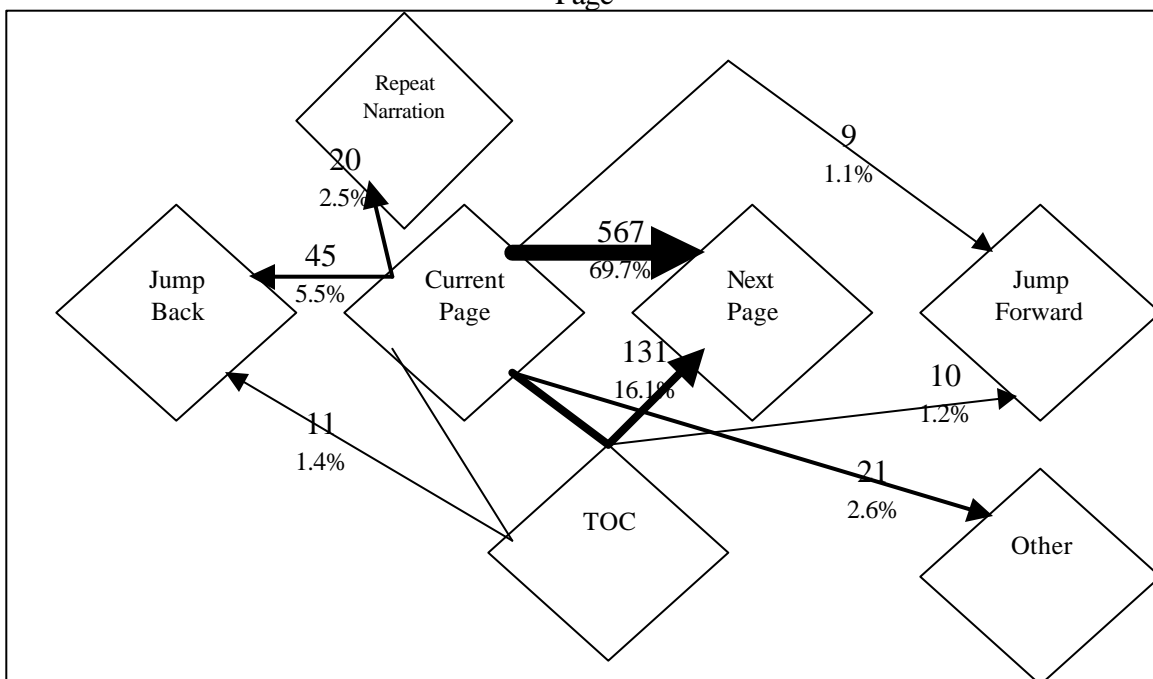 Page
Repeat
Narration
9
1.1%
20
2.5%
567
69.7%
45
5.5%
Jump
Back
Current
Page
Next
Page
Jump
Forward
131
16.1%
10
1.2%
11
1.4%
21
2.6%
TOC
Other